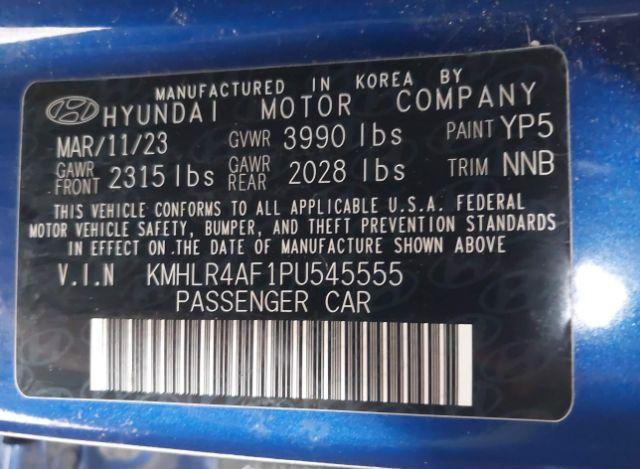 MANUFACTURED IN KOREA BY
HYUNDAI MOTOR COMPANY
MAR/11/23 GVWR 3990 lbs PAINT YP5
GAWR FRONT 2315 lbs GAWR REAR 2028 lbs TRIM NNB
THIS VEHICLE CONFORMS TO ALL APPLICABLE U.S.A. FEDERAL
MOTOR VEHICLE SAFETY, BUMPER, AND THEFT PREVENTION STANDARDS
IN EFFECT ON .THE DATE OF MANUFACTURE SHOWN ABOVE
V.I.N KMHLR4AF1PU545555
PASSENGER CAR